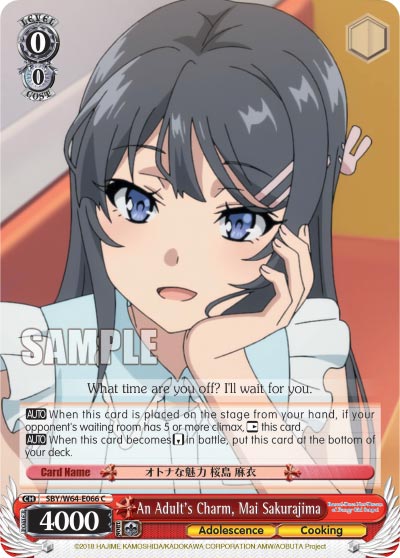 LEVEL
0
0
COST
SAMPLE
What time are you off? I'll wait for you.
AUTO When this card is placed on the stage from your hand, if your
opponent's waiting room has 5 or more climax, this card.
AUTO When this card becomes in battle, put this card at the bottom of
your deck.
Card Name オトナな魅力 桜島 麻衣
CH SBY/W64-E066 C
An Adult's Charm, Mai Sakurajima
POWER 4000
Adolescence Cooking
©2018 HAJIME KAMOSHIDA/KADOKAWA CORPORATION AMW/AOBUTA Project